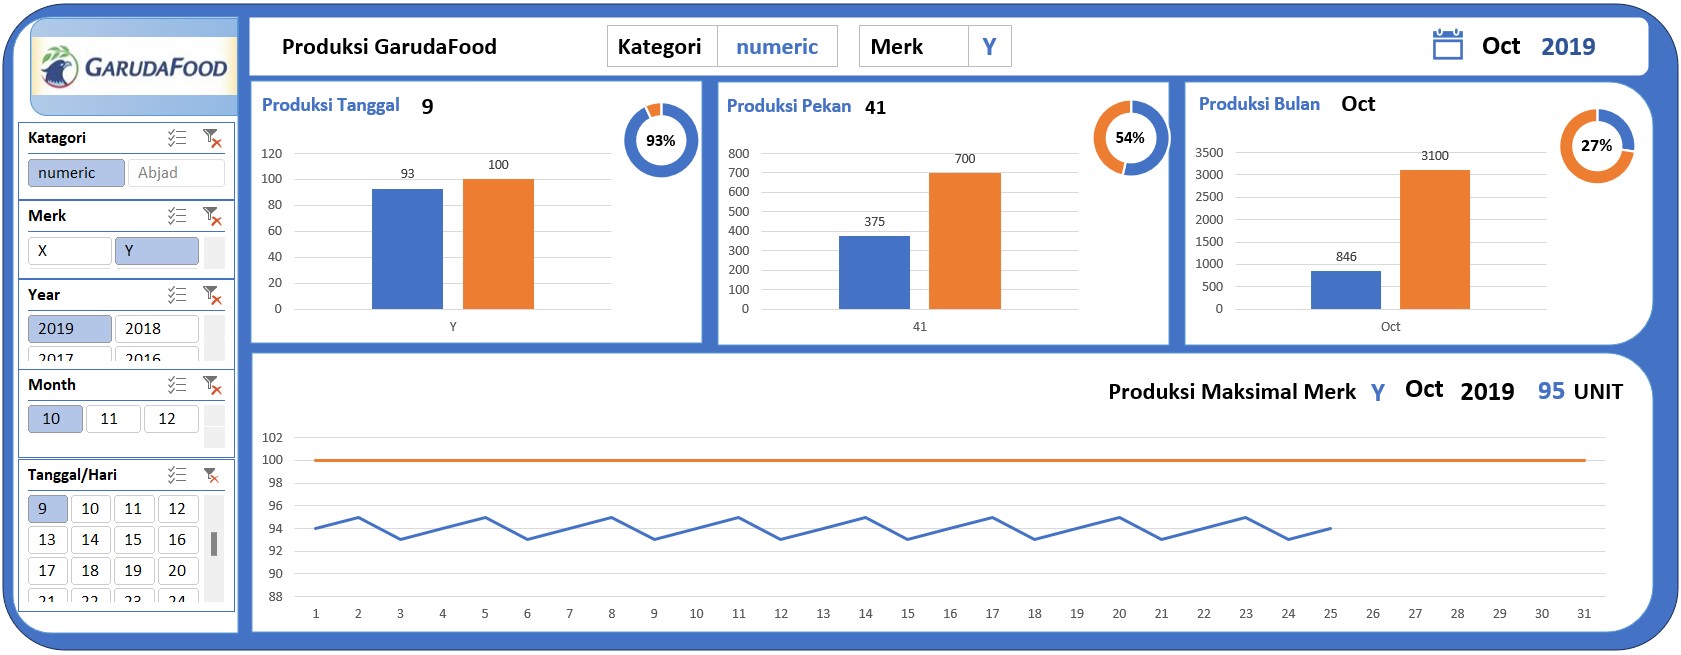 GARUDAFOOD
Produksi GarudaFood
Kategori numeric
Merk Y
Oct 2019
Katagori
numeric Abjad
Merk
X Y
Year
2019 2018
2017 2016
Month
10 11 12
Tanggal/Hari
9 10 11 12
13 14 15 16
17 18 19 20
21 22 23 24
Produksi Tanggal 9
93%
120
100
80
60
40
20
0
93
100
Y
Produksi Pekan 41
54%
800
700
600
500
400
300
200
100
0
375
700
41
Produksi Bulan Oct
27%
3500
3000
2500
2000
1500
1000
500
0
846
3100
Oct
Produksi Maksimal Merk Y Oct 2019 95 UNIT
102
100
98
96
94
92
90
88
1 2 3 4 5 6 7 8 9 10 11 12 13 14 15 16 17 18 19 20 21 22 23 24 25 26 27 28 29 30 31